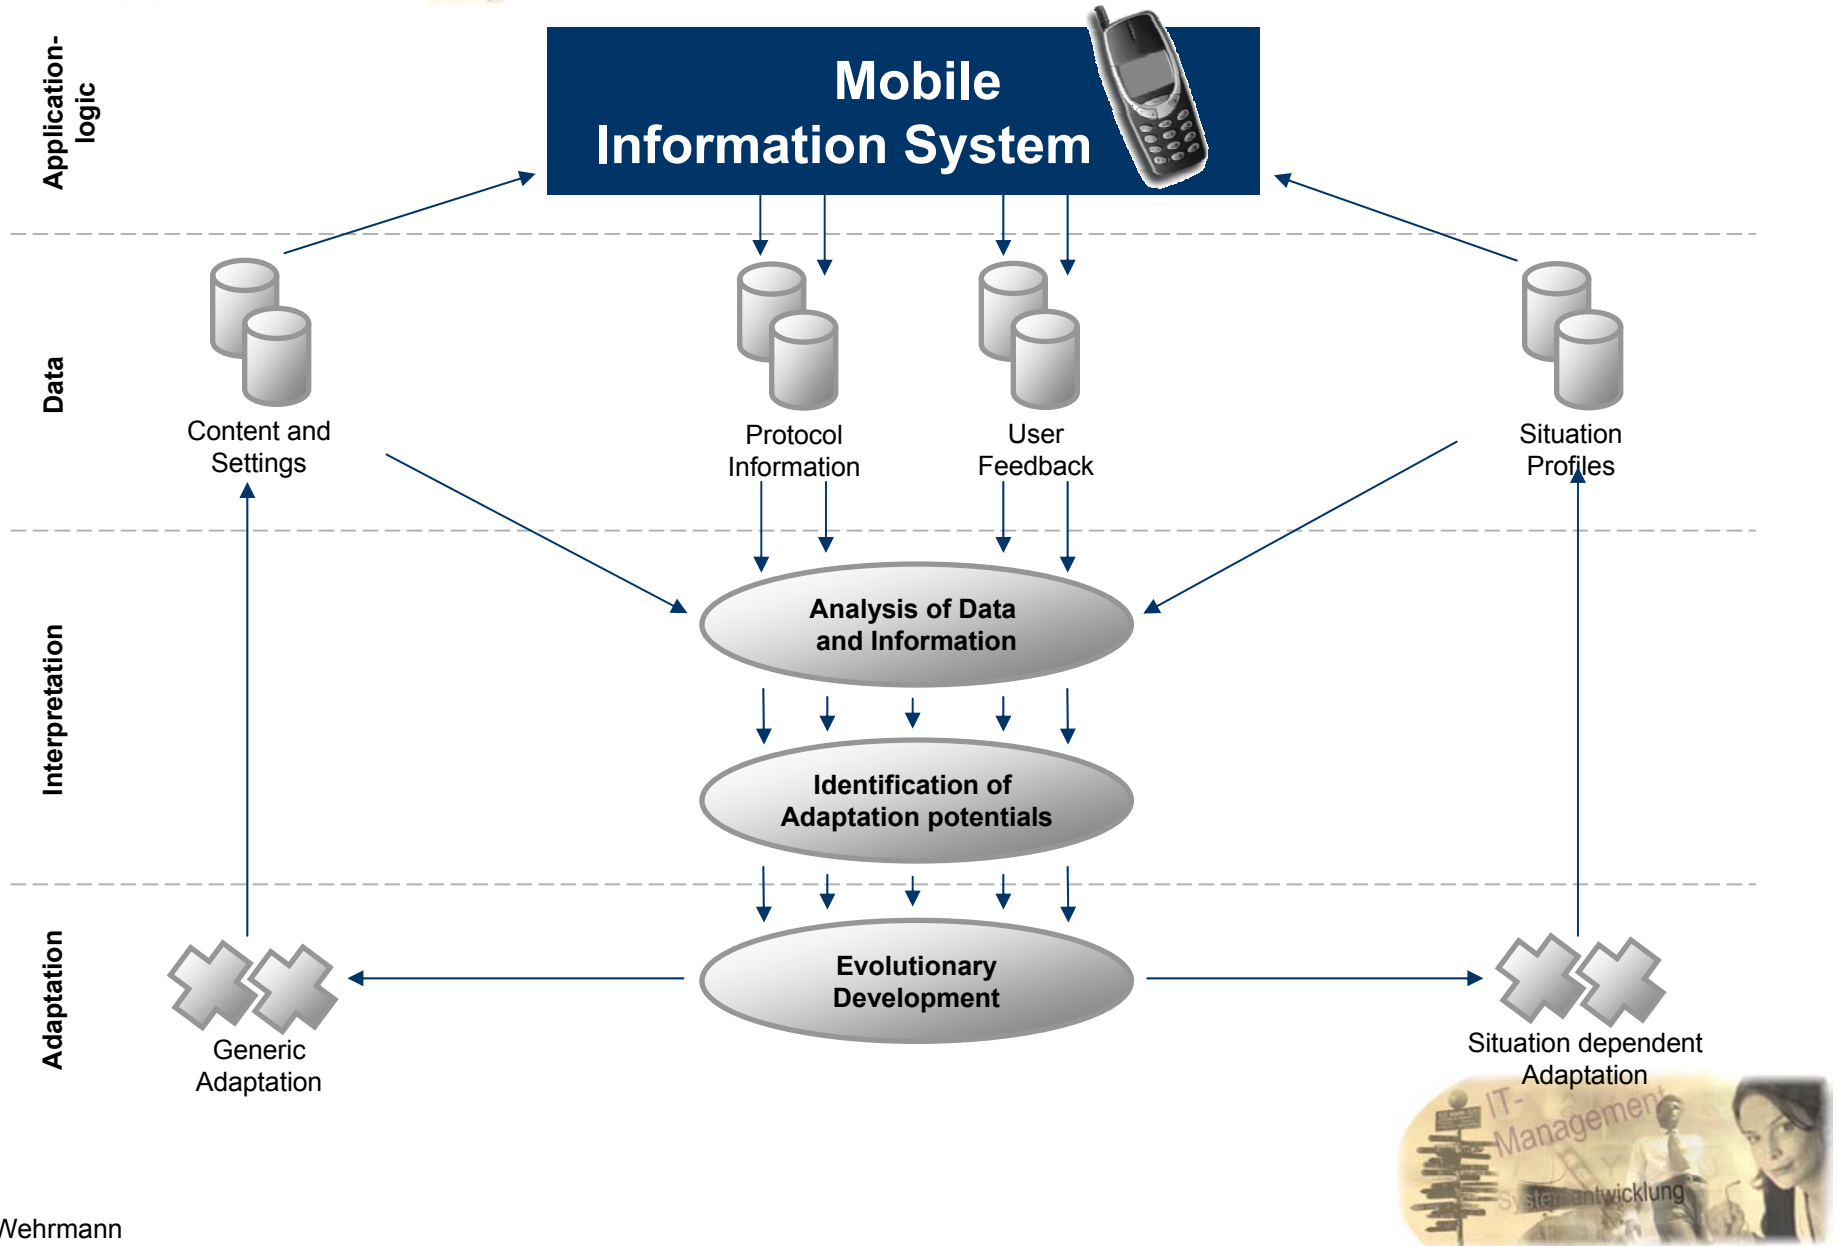 Application-
logic
Mobile
Information System
Data
Content and
Settings
Protocol
Information
User
Feedback
Situation
Profiles
Interpretation
Analysis of Data
and Information
Identification of
Adaptation potentials
Adaptation
Evolutionary
Development
Generic
Adaptation
Situation dependent
Adaptation
IT-
Management
Systementwicklung
Wehrmann